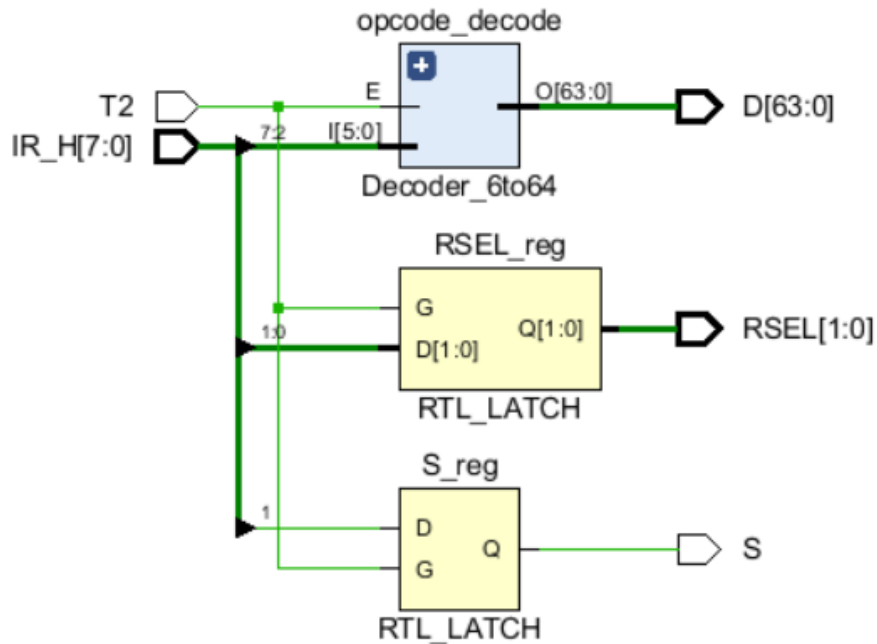 opcode_decode
T2
E
O[63:0]
D[63:0]
IR_H[7:0]
7:2
I[5:0]
Decoder_6to64
RSEL_reg
G
Q[1:0]
RSEL[1:0]
1:0
D[1:0]
RTL_LATCH
S_reg
1
D
Q
S
G
RTL_LATCH